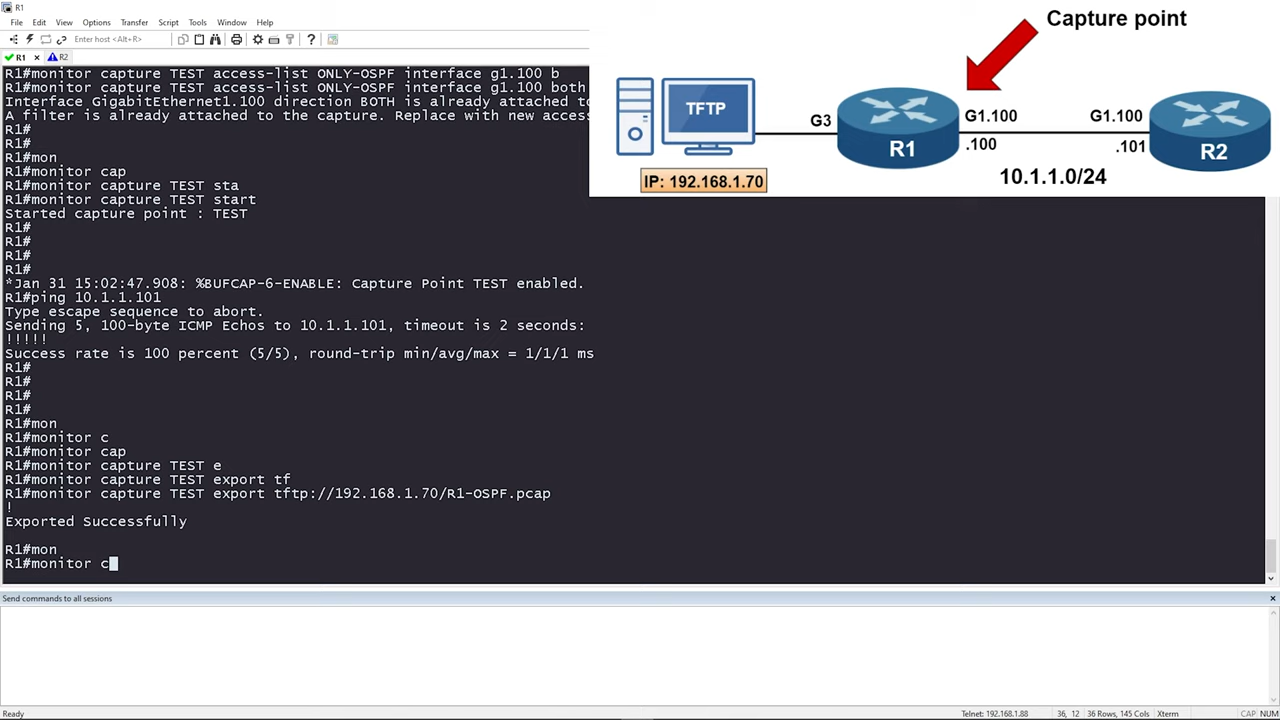 R1
File Edit View Options Transfer Script Tools Window Help
Enter host <Alt+R>
R1 × R2
R1#monitor capture TEST access-list ONLY-OSPF interface g1.100 b
R1#monitor capture TEST access-list ONLY-OSPF interface g1.100 both
Interface GigabitEthernet1.100 direction BOTH is already attached to
A filter is already attached to the capture. Replace with new access
R1#
R1#
R1#mon
R1#monitor cap
R1#monitor capture TEST sta
R1#monitor capture TEST start
Started capture point : TEST
R1#
R1#
R1#
R1#
*Jan 31 15:02:47.908: %BUFCAP-6-ENABLE: Capture Point TEST enabled.
R1#ping 10.1.1.101
Type escape sequence to abort.
Sending 5, 100-byte ICMP Echos to 10.1.1.101, timeout is 2 seconds:
!!!!!
Success rate is 100 percent (5/5), round-trip min/avg/max = 1/1/1 ms
R1#
R1#
R1#
R1#
R1#mon
R1#monitor c
R1#monitor cap
R1#monitor capture TEST e
R1#monitor capture TEST export tf
R1#monitor capture TEST export tftp://192.168.1.70/R1-OSPF.pcap
!
Exported Successfully
R1#mon
R1#monitor c
Capture point
TFTP
G3
R1
G1.100
.100
G1.100
.101
R2
IP: 192.168.1.70
10.1.1.0/24
Send commands to all sessions
Ready
Telnet: 192.168.1.88 36, 12 36 Rows, 145 Cols Xterm CAP NUM